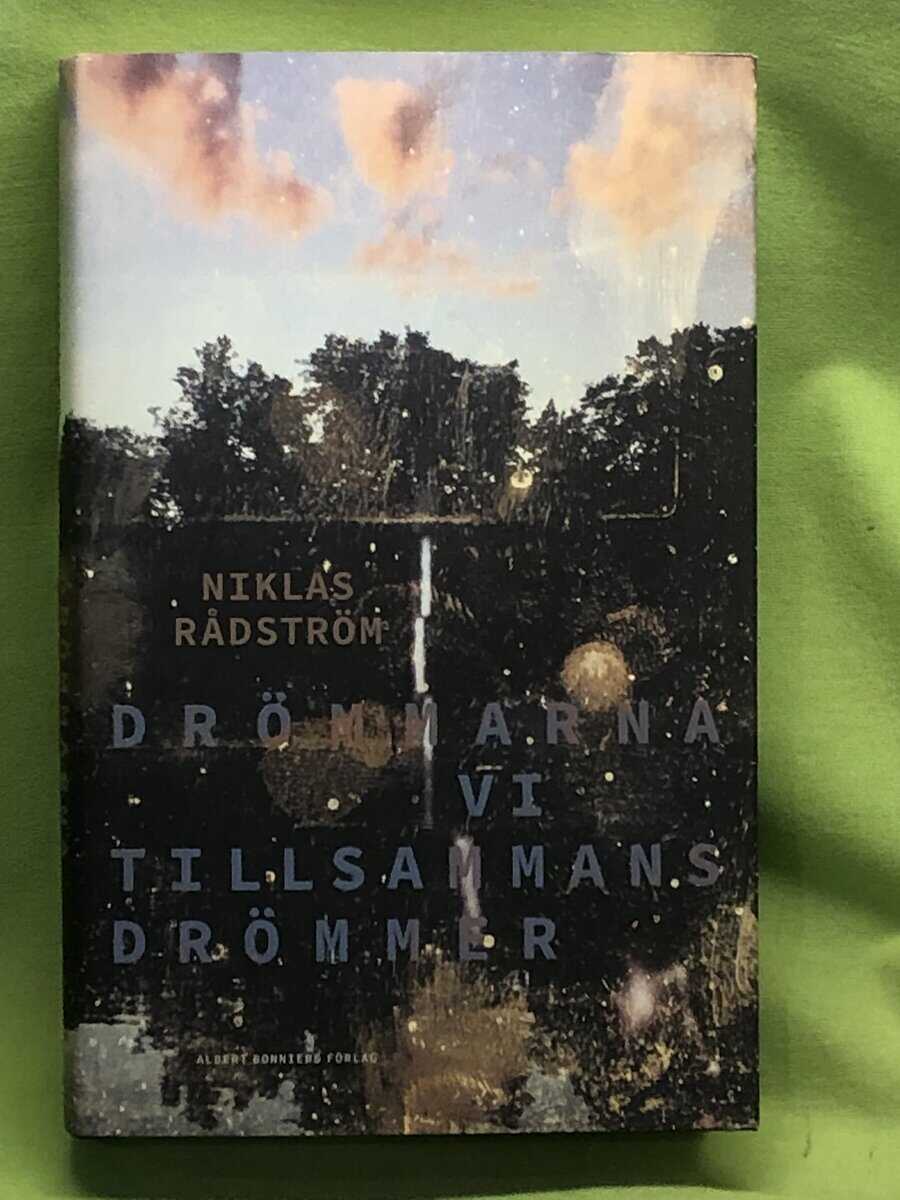 NIKLAS
RÅDSTRÖM
DRÖMMARNA
VI
TILLSAMMANS
DRÖMMER
ALBERT BONNIERS FÖRLAG